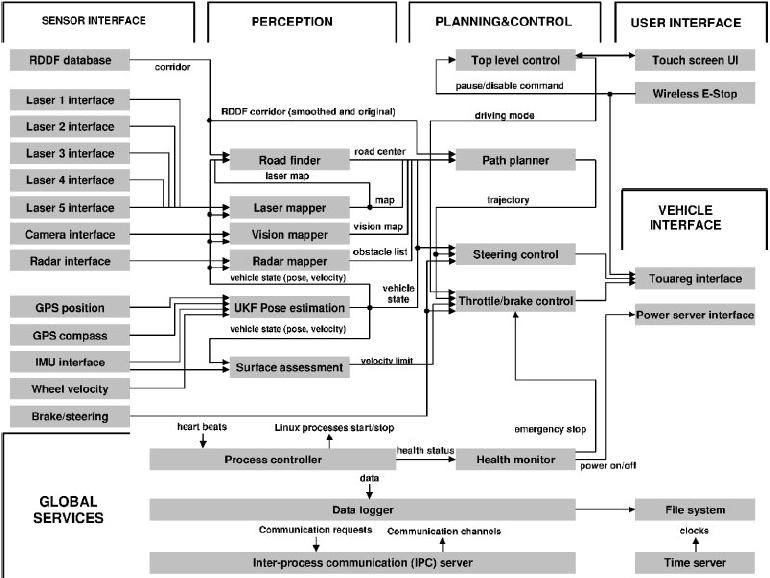 SENSOR INTERFACE
PERCEPTION
PLANNING&CONTROL
USER INTERFACE
RDDF database
Top level control
Touch screen UI
corridor
pause/disable command
Laser 1 interface
Wireless E-Stop
RDDF corridor (smoothed and original)
driving mode
Laser 2 interface
Laser 3 interface
Road finder
road center
Path planner
laser map
Laser 4 interface
Laser 5 interface
Laser mapper
map
trajectory
VEHICLE
INTERFACE
Camera interface
Vision mapper
vision map
Radar interface
Radar mapper
obstacle list
Steering control
vehicle state (pose, velocity)
vehicle
state
Touareg interface
GPS position
UKF Pose estimation
Throttle/brake control
Power server interface
GPS compass
vehicle state (pose, velocity)
IMU interface
Surface assessment
velocity limit
Wheel velocity
Brake/steering
heart beats
Linux processes start/stop
emergency stop
health status
Process controller
Health monitor
power on/off
data
GLOBAL
SERVICES
Data logger
File system
Communication requests
Communication channels
clocks
Inter-process communication (IPC) server
Time server